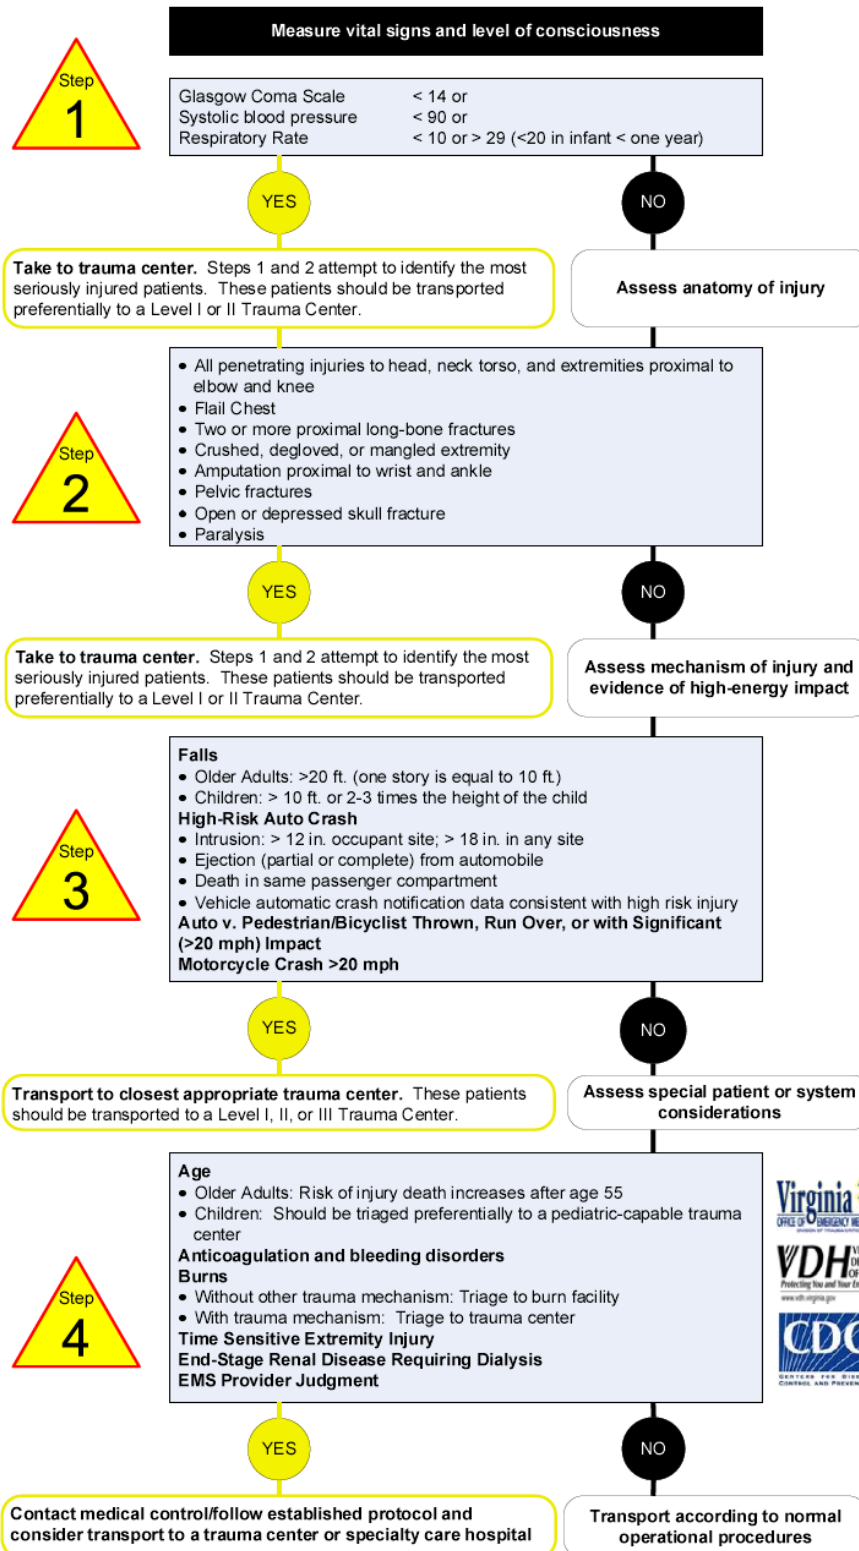 Measure vital signs and level of consciousness
Step
1
Glasgow Coma Scale < 14 or
Systolic blood pressure < 90 or
Respiratory Rate < 10 or > 29 (<20 in infant < one year)
YES
NO
Take to trauma center. Steps 1 and 2 attempt to identify the most
seriously injured patients. These patients should be transported
preferentially to a Level I or II Trauma Center.
Assess anatomy of injury
Step
2
• All penetrating injuries to head, neck torso, and extremities proximal to
elbow and knee
• Flail Chest
• Two or more proximal long-bone fractures
• Crushed, degloved, or mangled extremity
• Amputation proximal to wrist and ankle
• Pelvic fractures
• Open or depressed skull fracture
• Paralysis
YES
NO
Take to trauma center. Steps 1 and 2 attempt to identify the most
seriously injured patients. These patients should be transported
preferentially to a Level I or II Trauma Center.
Assess mechanism of injury and
evidence of high-energy impact
Step
3
Falls
• Older Adults: >20 ft. (one story is equal to 10 ft.)
• Children: > 10 ft. or 2-3 times the height of the child
High-Risk Auto Crash
• Intrusion: > 12 in. occupant site; > 18 in. in any site
• Ejection (partial or complete) from automobile
• Death in same passenger compartment
• Vehicle automatic crash notification data consistent with high risk injury
Auto v. Pedestrian/Bicyclist Thrown, Run Over, or with Significant
(>20 mph) Impact
Motorcycle Crash >20 mph
YES
NO
Transport to closest appropriate trauma center. These patients
should be transported to a Level I, II, or III Trauma Center.
Assess special patient or system
considerations
Step
4
Age
• Older Adults: Risk of injury death increases after age 55
• Children: Should be triaged preferentially to a pediatric-capable trauma
center
Anticoagulation and bleeding disorders
Burns
• Without other trauma mechanism: Triage to burn facility
• With trauma mechanism: Triage to trauma center
Time Sensitive Extremity Injury
End-Stage Renal Disease Requiring Dialysis
EMS Provider Judgment
Virginia
OFFICE OF EMERGENCY
VDH
Protecting You and Your
www.vdh.virginia.gov
CDC
CENTERS FOR
CONTROL AND
YES
NO
Contact medical control/follow established protocol and
consider transport to a trauma center or specialty care hospital
Transport according to normal
operational procedures